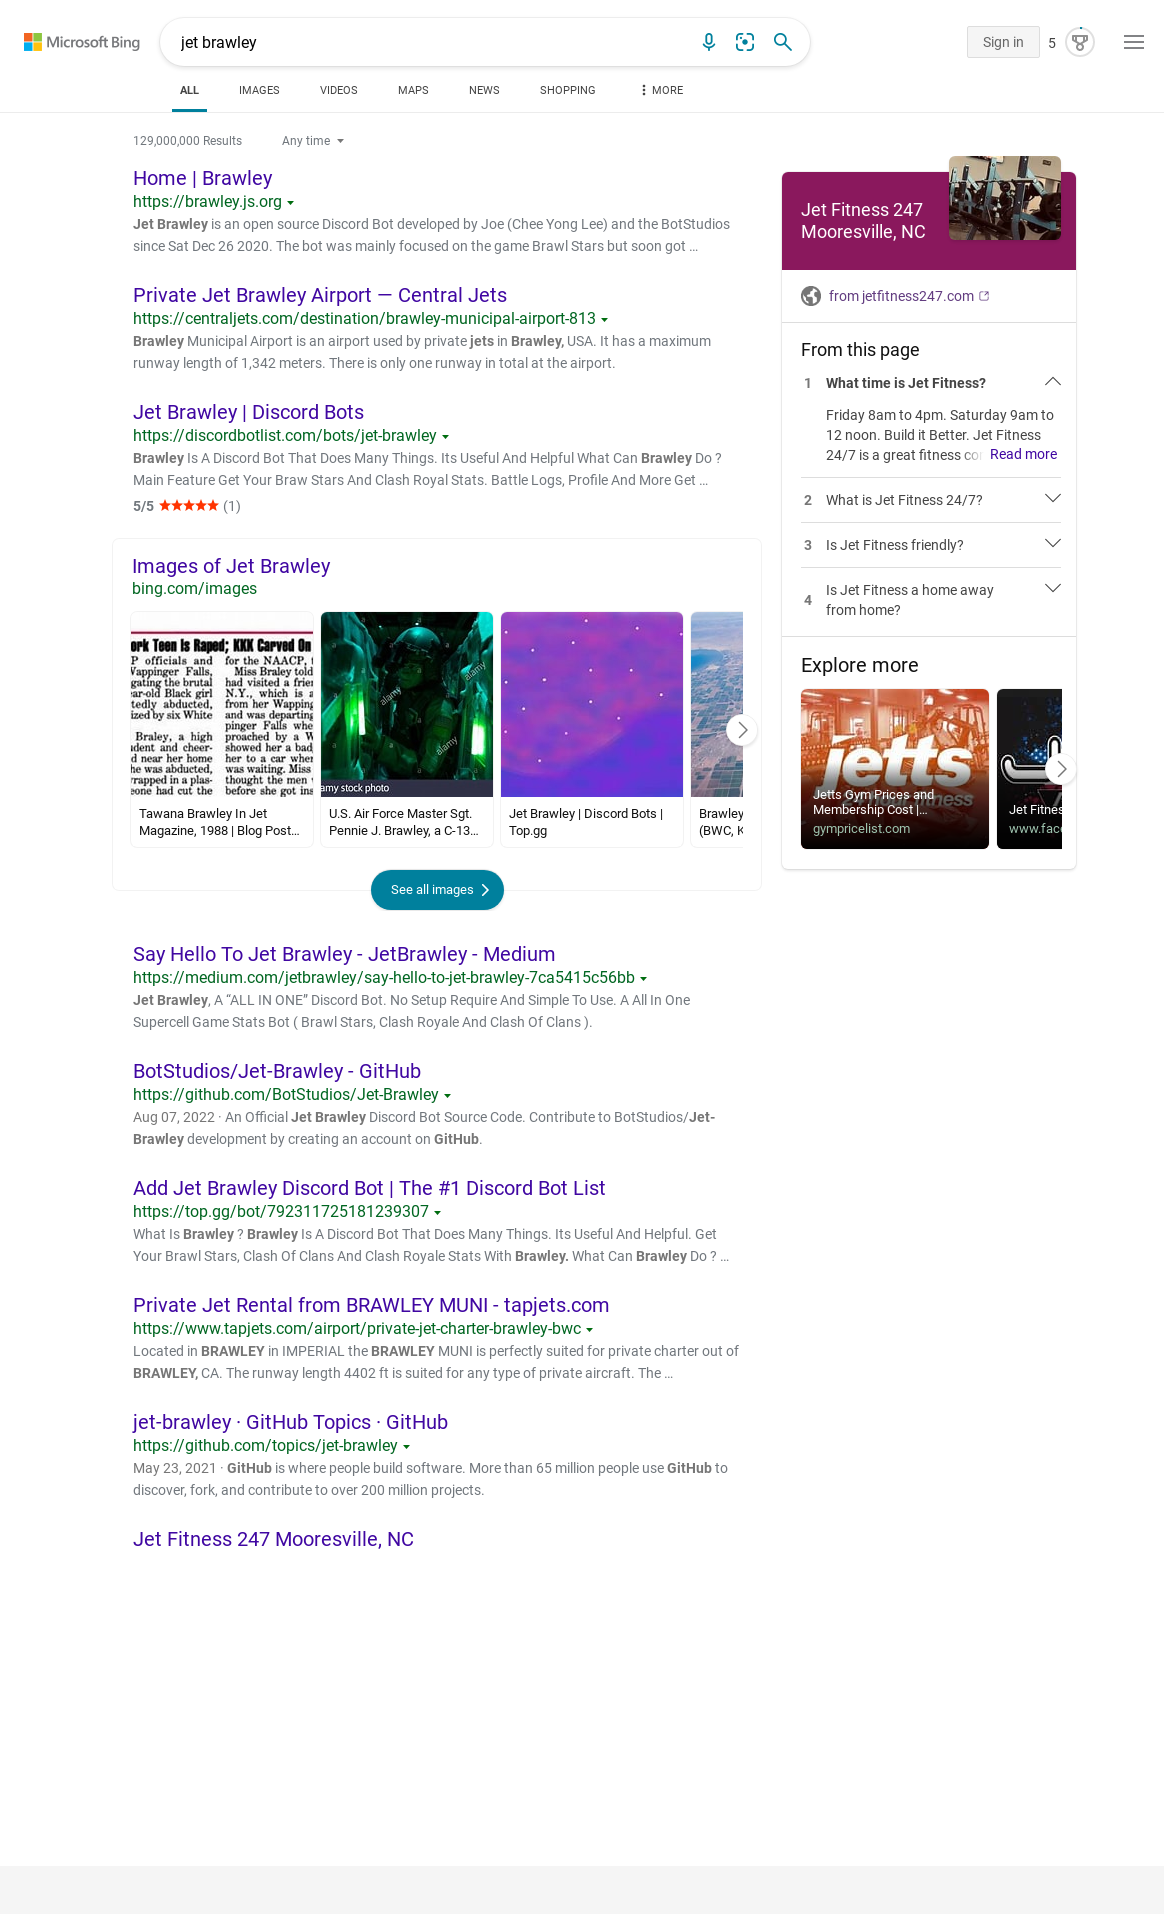 Microsoft Bing
jet brawley
Sign in
5
ALL
IMAGES
VIDEOS
MAPS
NEWS
SHOPPING
MORE
129,000,000 Results
Any time
Home | Brawley
https://brawley.js.org
Jet Brawley is an open source Discord Bot developed by Joe (Chee Yong Lee) and the BotStudios
since Sat Dec 26 2020. The bot was mainly focused on the game Brawl Stars but soon got …
Private Jet Brawley Airport — Central Jets
https://centraljets.com/destination/brawley-municipal-airport-813
Brawley Municipal Airport is an airport used by private jets in Brawley, USA. It has a maximum
runway length of 1,342 meters. There is only one runway in total at the airport.
Jet Brawley | Discord Bots
https://discordbotlist.com/bots/jet-brawley
Brawley Is A Discord Bot That Does Many Things. Its Useful And Helpful What Can Brawley Do ?
Main Feature Get Your Braw Stars And Clash Royal Stats. Battle Logs, Profile And More Get …
5/5
(1)
Images of Jet Brawley
bing.com/images
ork Teen Is Raped; KKK Carved On
P officials and
Wappinger Falls,
gating the brutal
ear-old Black girl
tedly abducted,
ized by six White
Braley, a high
dent and cheer-
d near her home
he was abducted,
wrapped in a plas-
eone had cut the
for the NAACP,
Miss Braley told
had visited a frie
N.Y., which is a
from her Wapping
and was departing
pinger Falls whe
proached by a W
showed her a bad
her to a car wher
was waiting. Miss
thought the men
before she got ins
a
alamy
alamy
amy stock photo
Tawana Brawley In Jet
Magazine, 1988 | Blog Post…
U.S. Air Force Master Sgt.
Pennie J. Brawley, a C-13…
Jet Brawley | Discord Bots |
Top.gg
Brawley
(BWC, K
See all images
Say Hello To Jet Brawley - JetBrawley - Medium
https://medium.com/jetbrawley/say-hello-to-jet-brawley-7ca5415c56bb
Jet Brawley, A “ALL IN ONE” Discord Bot. No Setup Require And Simple To Use. A All In One
Supercell Game Stats Bot ( Brawl Stars, Clash Royale And Clash Of Clans ).
BotStudios/Jet-Brawley - GitHub
https://github.com/BotStudios/Jet-Brawley
Aug 07, 2022 · An Official Jet Brawley Discord Bot Source Code. Contribute to BotStudios/Jet-
Brawley development by creating an account on GitHub.
Add Jet Brawley Discord Bot | The #1 Discord Bot List
https://top.gg/bot/792311725181239307
What Is Brawley ? Brawley Is A Discord Bot That Does Many Things. Its Useful And Helpful. Get
Your Brawl Stars, Clash Of Clans And Clash Royale Stats With Brawley. What Can Brawley Do ? …
Private Jet Rental from BRAWLEY MUNI - tapjets.com
https://www.tapjets.com/airport/private-jet-charter-brawley-bwc
Located in BRAWLEY in IMPERIAL the BRAWLEY MUNI is perfectly suited for private charter out of
BRAWLEY, CA. The runway length 4402 ft is suited for any type of private aircraft. The …
jet-brawley · GitHub Topics · GitHub
https://github.com/topics/jet-brawley
May 23, 2021 · GitHub is where people build software. More than 65 million people use GitHub to
discover, fork, and contribute to over 200 million projects.
Jet Fitness 247 Mooresville, NC
Jet Fitness 247
Mooresville, NC
from jetfitness247.com
From this page
1 What time is Jet Fitness?
Friday 8am to 4pm. Saturday 9am to
12 noon. Build it Better. Jet Fitness
24/7 is a great fitness co Read more
2 What is Jet Fitness 24/7?
3 Is Jet Fitness friendly?
4 Is Jet Fitness a home away
from home?
Explore more
jetts
24 hour fitness
Jetts Gym Prices and
Membership Cost |…
gympricelist.com
Jet Fitnes
www.face